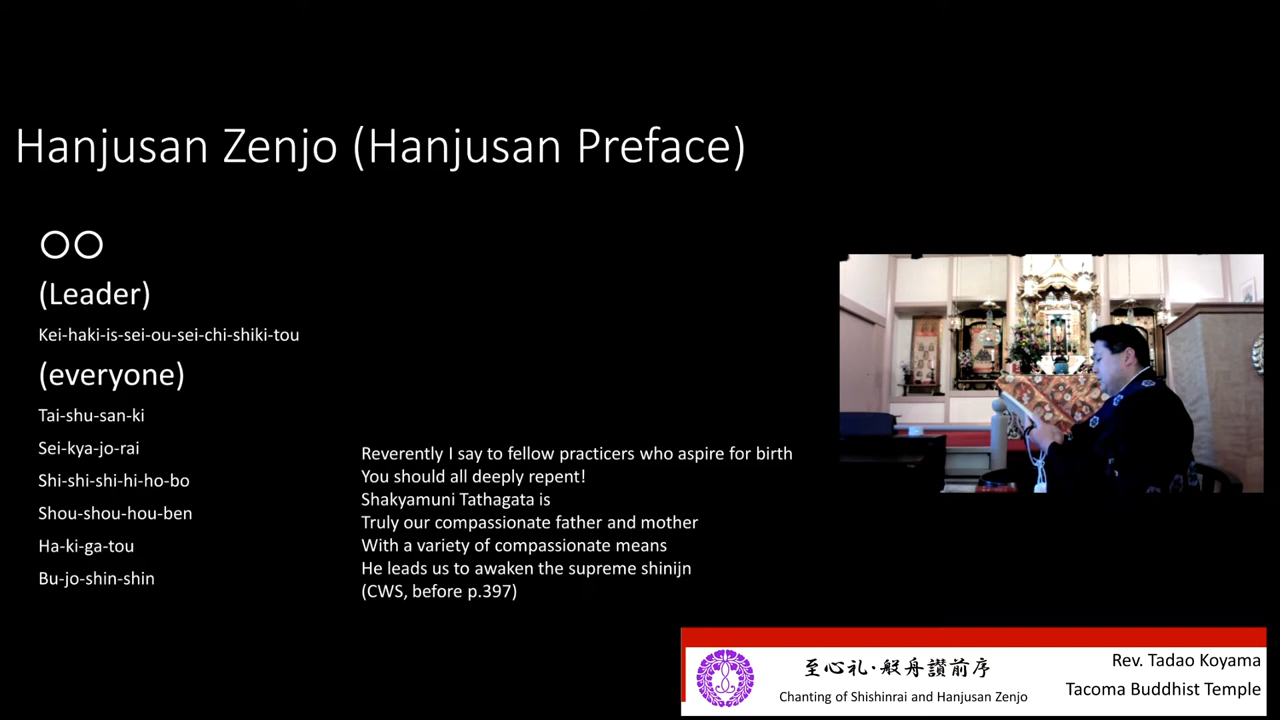 Hanjusan Zenjo (Hanjusan Preface)
○○
(Leader)
Kei-haki-is-sei-ou-sei-chi-shiki-tou
(everyone)
Tai-shu-san-ki
Sei-kya-jo-rai
Shi-shi-shi-hi-ho-bo
Shou-shou-hou-ben
Ha-ki-ga-tou
Bu-jo-shin-shin
Reverently I say to fellow practicers who aspire for birth
You should all deeply repent!
Shakyamuni Tathagata is
Truly our compassionate father and mother
With a variety of compassionate means
He leads us to awaken the supreme shinijn
(CWS, before p.397)
至心礼·般舟讃前序
Chanting of Shishinrai and Hanjusan Zenjo
Rev. Tadao Koyama
Tacoma Buddhist Temple